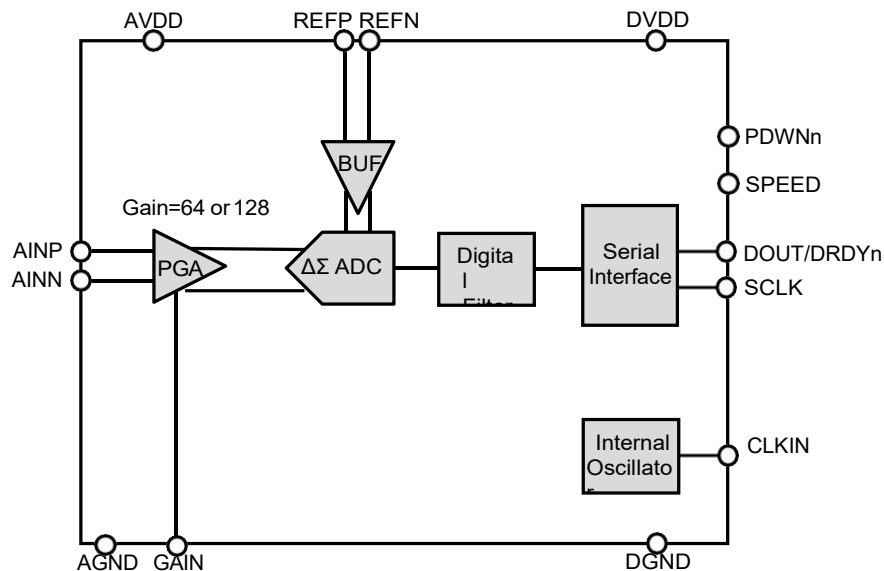 AVDD
REFP REFN
DVDD
PDWNn
BUF
SPEED
Gain=64 or 128
AINP
AINN
PGA
ΔΣ ADC
Digita
l
Filter
Serial
Interface
DOUT/DRDYn
SCLK
Internal
Oscillato
r
CLKIN
AGND
GAIN
DGND